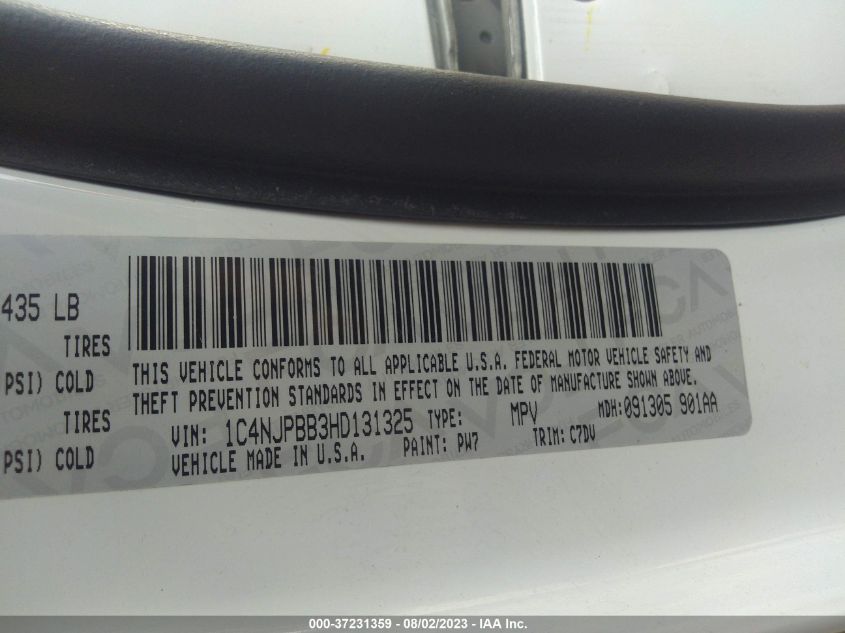 435 LB
TIRES
PSI) COLD
TIRES
PSI) COLD
THIS VEHICLE CONFORMS TO ALL APPLICABLE U.S.A. FEDERAL MOTOR VEHICLE SAFETY AND
THEFT PREVENTION STANDARDS IN EFFECT ON THE DATE OF MANUFACTURE SHOWN ABOVE.
VIN: 1C4NJPBB3HD131325 TYPE: MPV MDH:091305 901AA
VEHICLE MADE IN U.S.A. PAINT: PW7 TRIM: C7DV
000-37231359 - 08/02/2023 - IAA Inc.